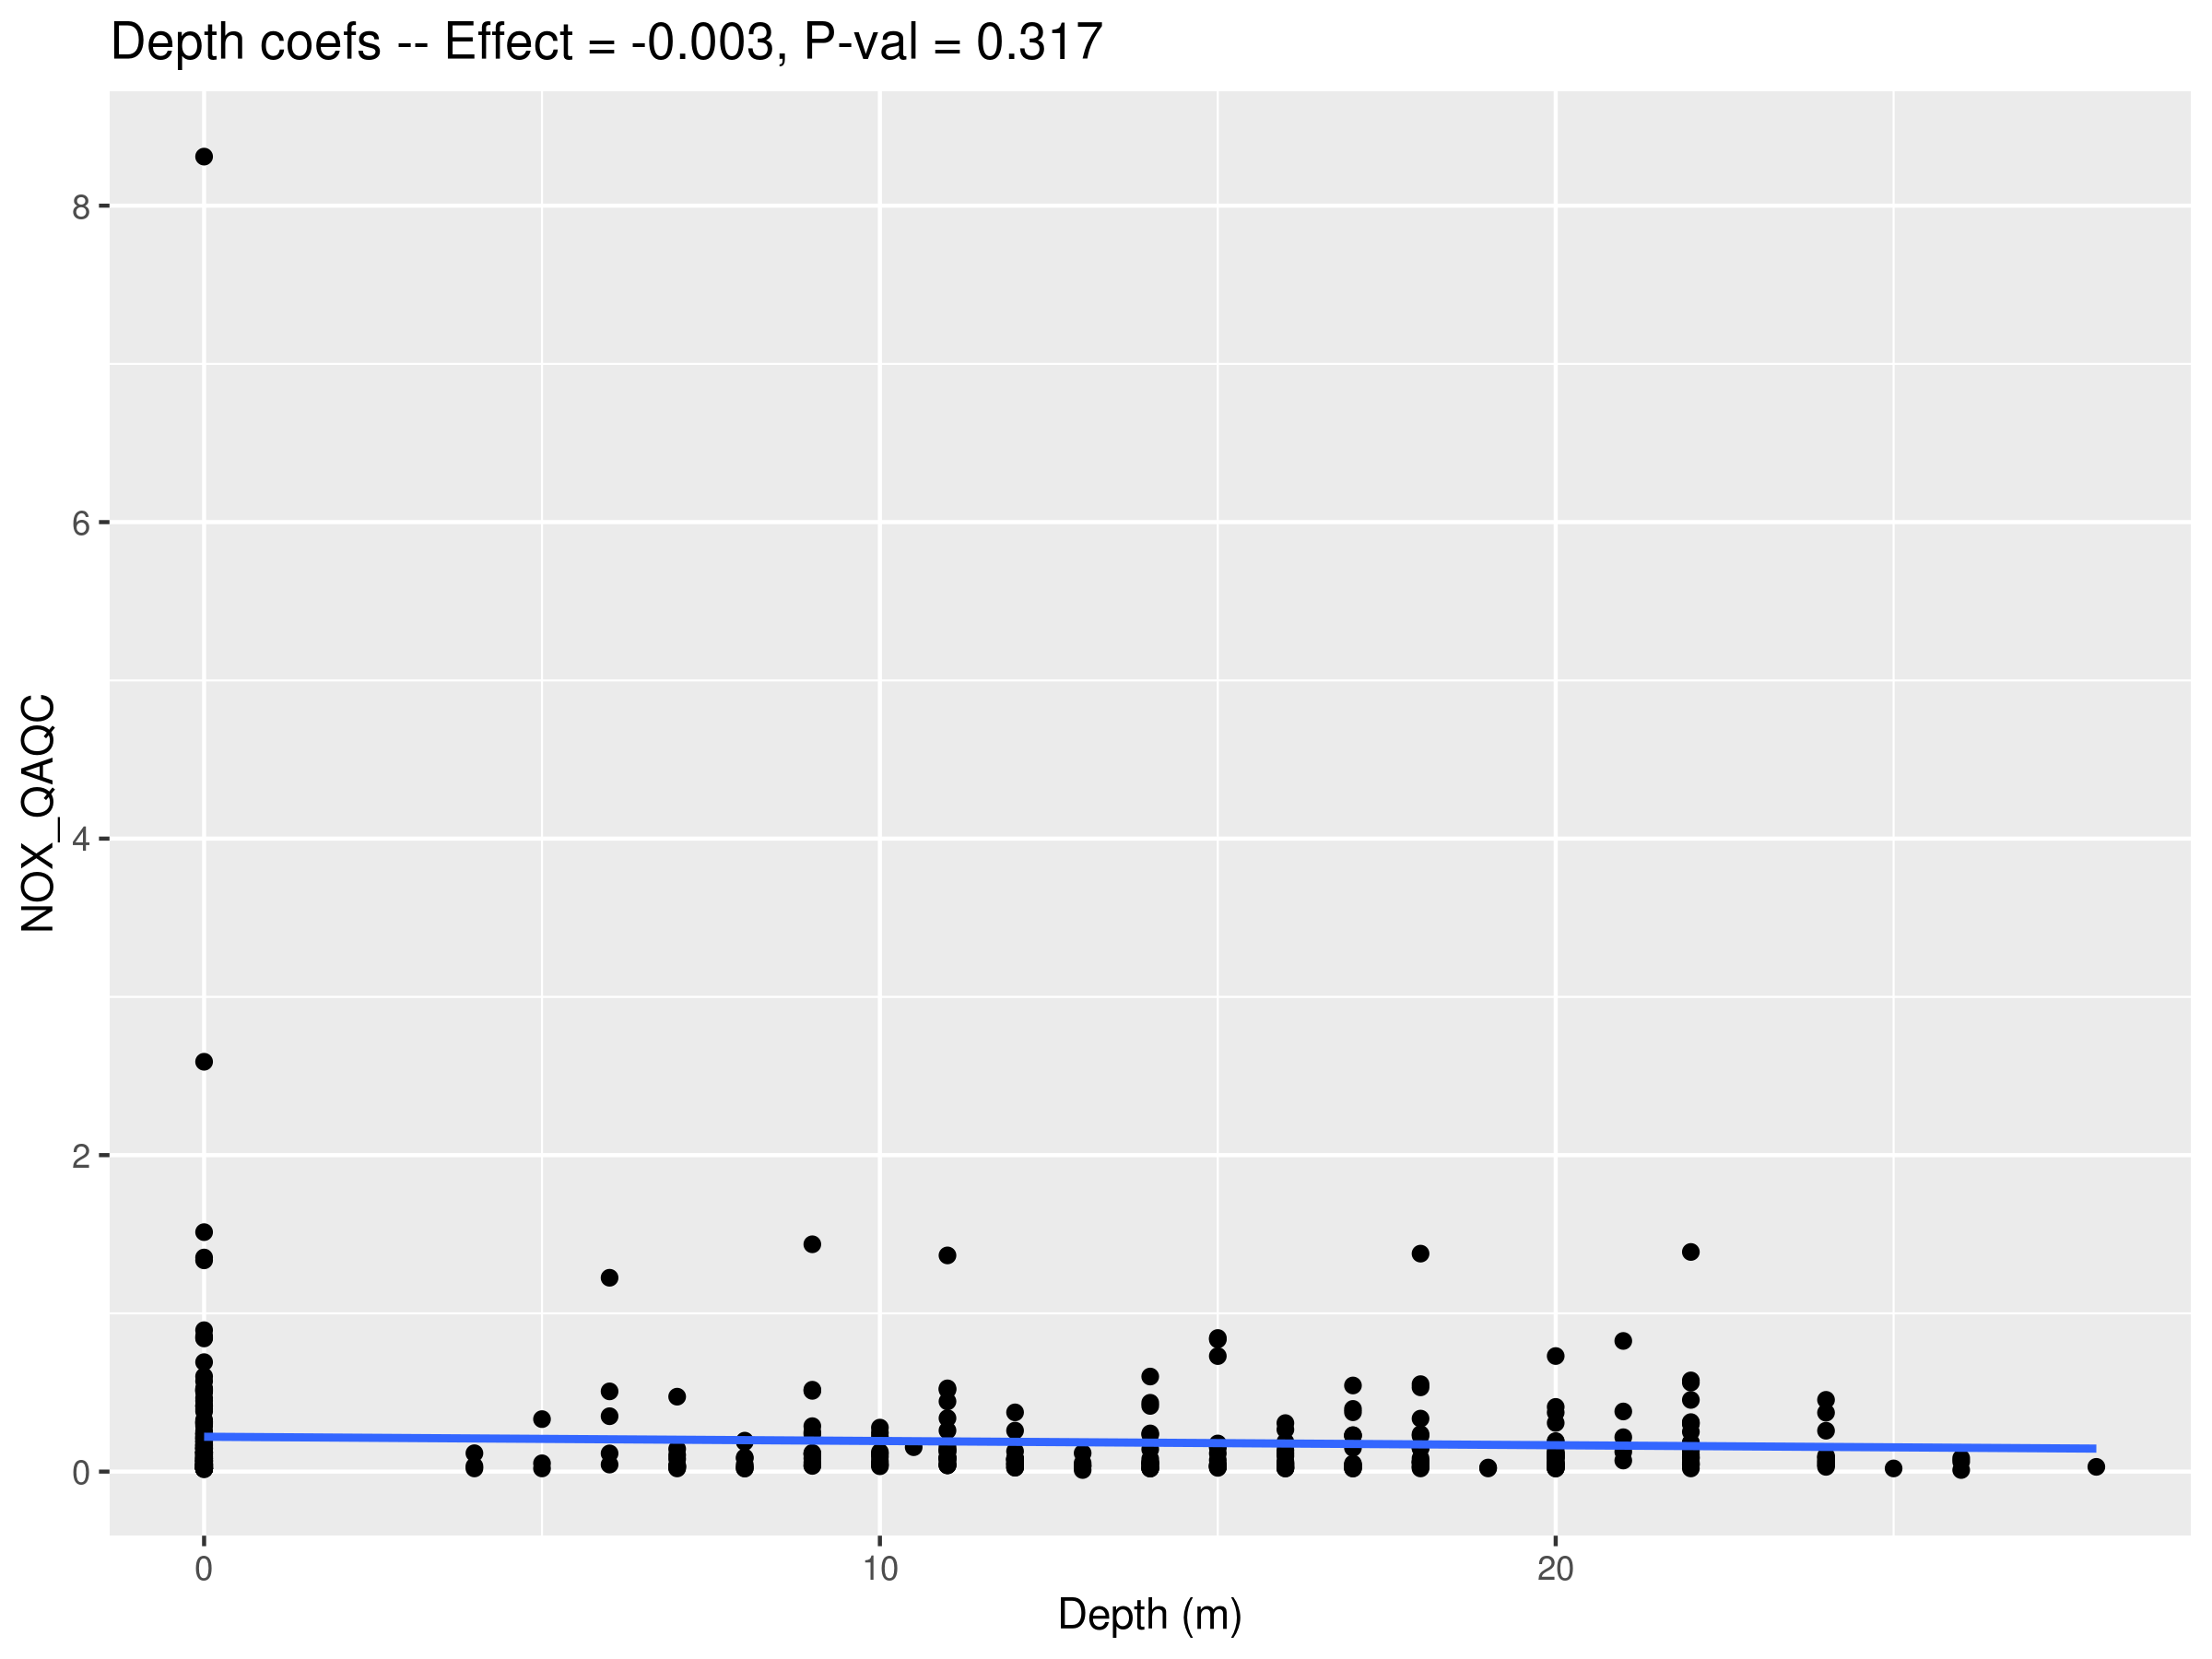 Depth coefs -- Effect = -0.003, P-val = 0.317
NOX_QAQC
8
6
4
2
0
0 10 20
Depth (m)